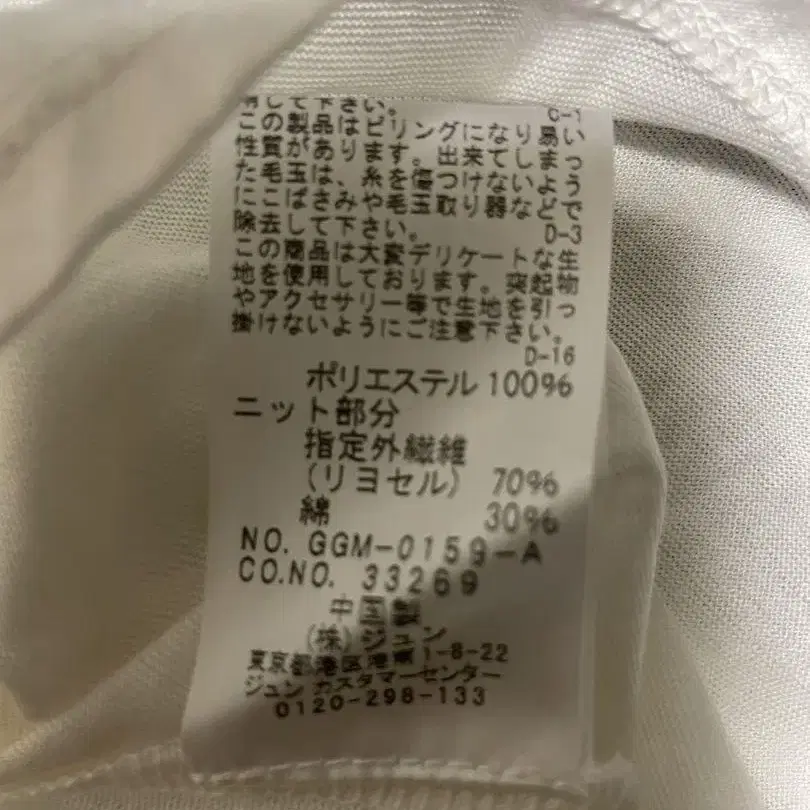 して下さい。
C-1
この製品はピリングになり易い
性質があります。出来てしまっ
た毛玉は、糸を傷つけないよう
にこばさみや毛玉取り器などで
除去して下さい。
D-3
この商品は大変デリケートな生
地を使用しております。突起物
やアクセサリー等で生地を引っ
掛けないようにご注意下さい。
D-16
ポリエステル 100%
ニット部分
指定外繊維
(リヨセル) 70%
綿 30%
NO. GGM-0159-A
CO.NO. 33269
中国製
(株)ジュン
東京都港区港南1-8-22
ジュン カスタマーセンター
0120-298-133